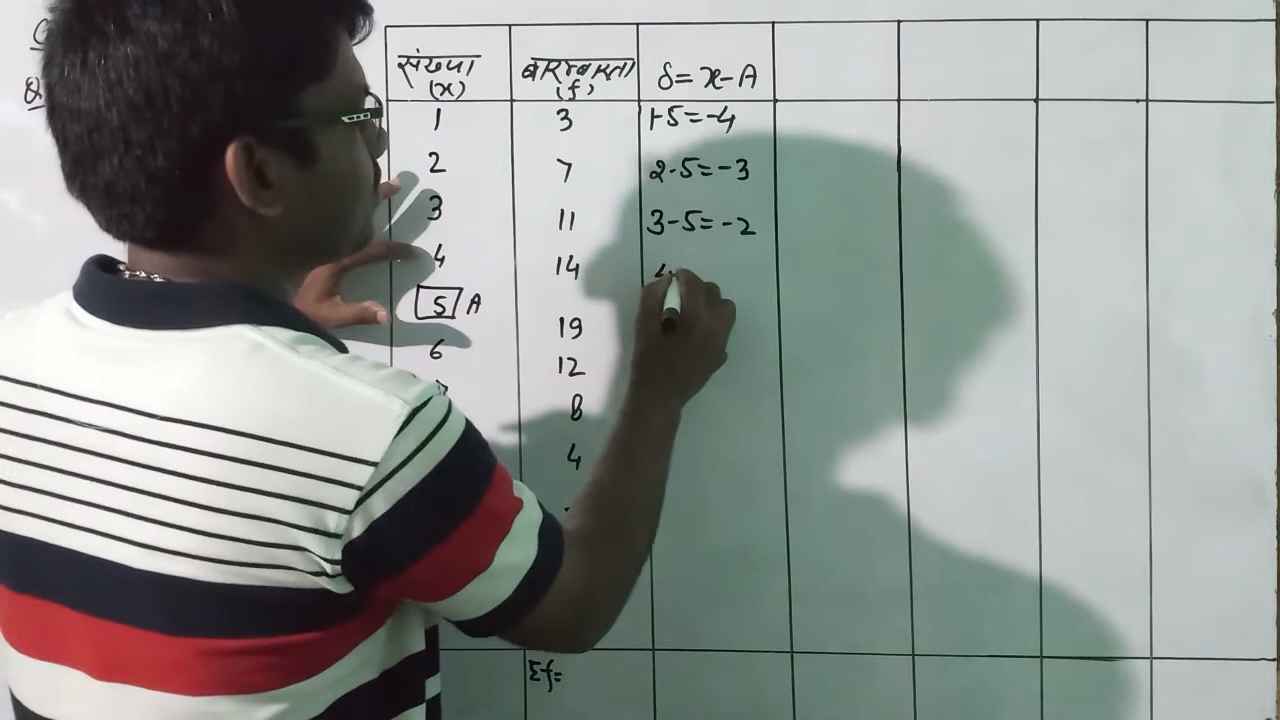 संख्या (x) बारम्बारता (f) δ = x - A
1 3 1-5=-4
2 7 2-5=-3
3 11 3-5=-2
4 14 4
5 A 19
6 12
8
4
Σf=